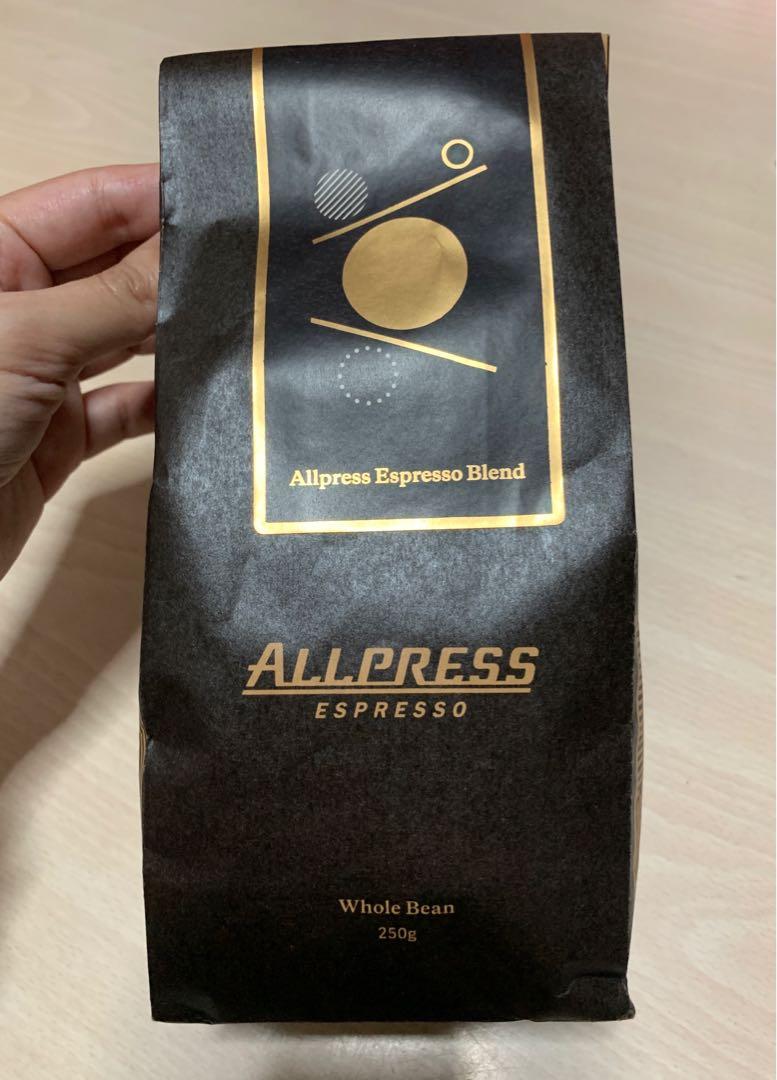 Allpress Espresso Blend
ALLPRESS
ESPRESSO
Whole Bean
250g